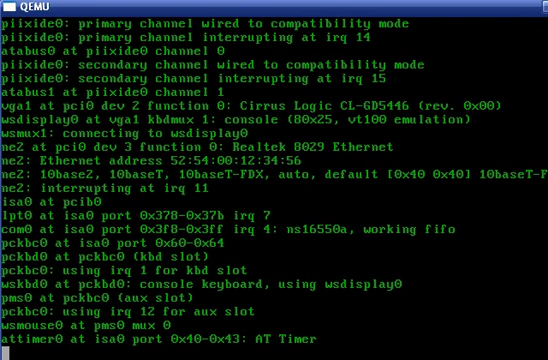 QEMU
piixide0: primary channel wired to compatibility mode
piixide0: primary channel interrupting at irq 14
atabus0 at piixide0 channel 0
piixide0: secondary channel wired to compatibility mode
piixide0: secondary channel interrupting at irq 15
atabus1 at piixide0 channel 1
vga1 at pci0 dev 2 function 0: Cirrus Logic CL-GD5446 (rev. 0x00)
wsdisplay0 at vga1 kbdmux 1: console (80x25, vt100 emulation)
wsmux1: connecting to wsdisplay0
ne2 at pci0 dev 3 function 0: Realtek 8029 Ethernet
ne2: Ethernet address 52:54:00:12:34:56
ne2: 10base2, 10baseT, 10baseT-FDX, auto, default [0x40 0x40] 10baseT-F
ne2: interrupting at irq 11
isa0 at pcib0
lpt0 at isa0 port 0x378-0x37b irq 7
com0 at isa0 port 0x3f8-0x3ff irq 4: ns16550a, working fifo
pckbc0 at isa0 port 0x60-0x64
pckbd0 at pckbc0 (kbd slot)
pckbc0: using irq 1 for kbd slot
wskbd0 at pckbd0: console keyboard, using wsdisplay0
pms0 at pckbc0 (aux slot)
pckbc0: using irq 12 for aux slot
wsmouse0 at pms0 mux 0
attimer0 at isa0 port 0x40-0x43: AT Timer